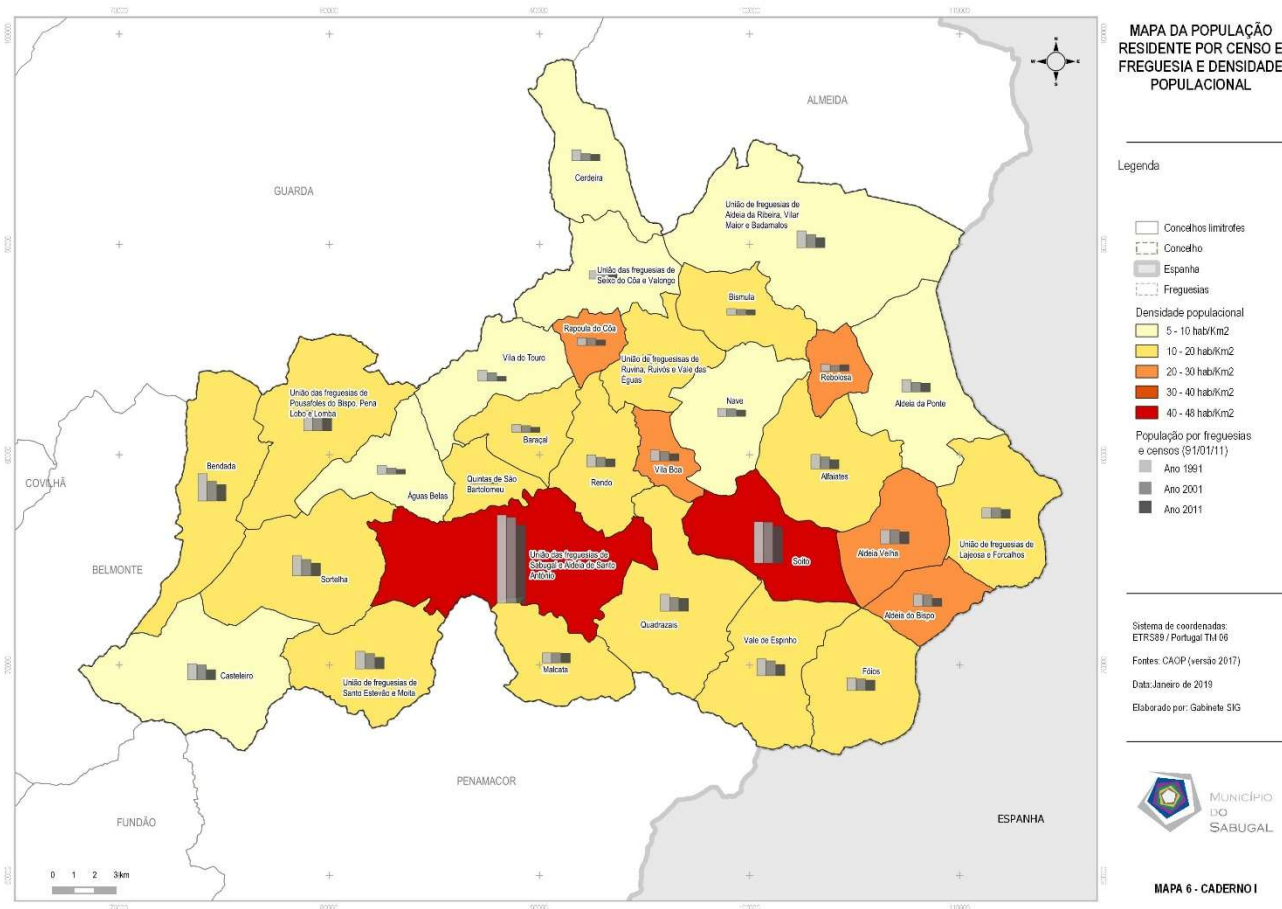 MAPA DA POPULAÇÃO
RESIDENTE POR CENSO E
FREGUESIA E DENSIDADE
POPULACIONAL
Legenda
Concelhos limítrofes
Concelho
Espanha
Freguesias
Densidade populacional
5 - 10 hab/Km2
10 - 20 hab/Km2
20 - 30 hab/Km2
30 - 40 hab/Km2
40 - 48 hab/Km2
População por freguesias
e censos (91/01/11)
Ano 1991
Ano 2001
Ano 2011
Sistema de coordenadas:
ETRS89 / Portugal TM 06
Fontes: CAOP (versão 2017)
Data:Janeiro de 2019
Elaborado por: Gabinete SIG
MUNICÍPIO
DO
SABUGAL
MAPA 6 - CADERNO I
N
W
E
S
ALMEIDA
GUARDA
COVILHÃ
BELMONTE
FUNDÃO
PENAMACOR
ESPANHA
Cerdeira
União de freguesias de
Aldeia da Ribeira, Vilar
Maior e Badamalos
União das freguesias de
Seixo do Côa e Valongo
Bismula
Rapoula do Côa
União de freguesisas de
Ruvina, Ruivós e Vale das
Éguas
Rebolosa
Aldeia da Ponte
Vila do Touro
Nave
União das freguesias de
Pousafoles do Bispo, Pena
Lobo e Lomba
Baraçal
Bendada
Águas Belas
Quintas de São
Bartolomeu
Rendo
Vila Boa
Alfaiates
Sortelha
União das freguesias de
Sabugal e Aldeia de Santo
António
Soito
Aldeia Velha
União de freguesias de
Lajeosa e Forcalhos
Aldeia do Bispo
Quadrazais
Vale de Espinho
Fóios
Malcata
União de freguesias de
Santo Estevão e Moita
Casteleiro
0 1 2 3 km